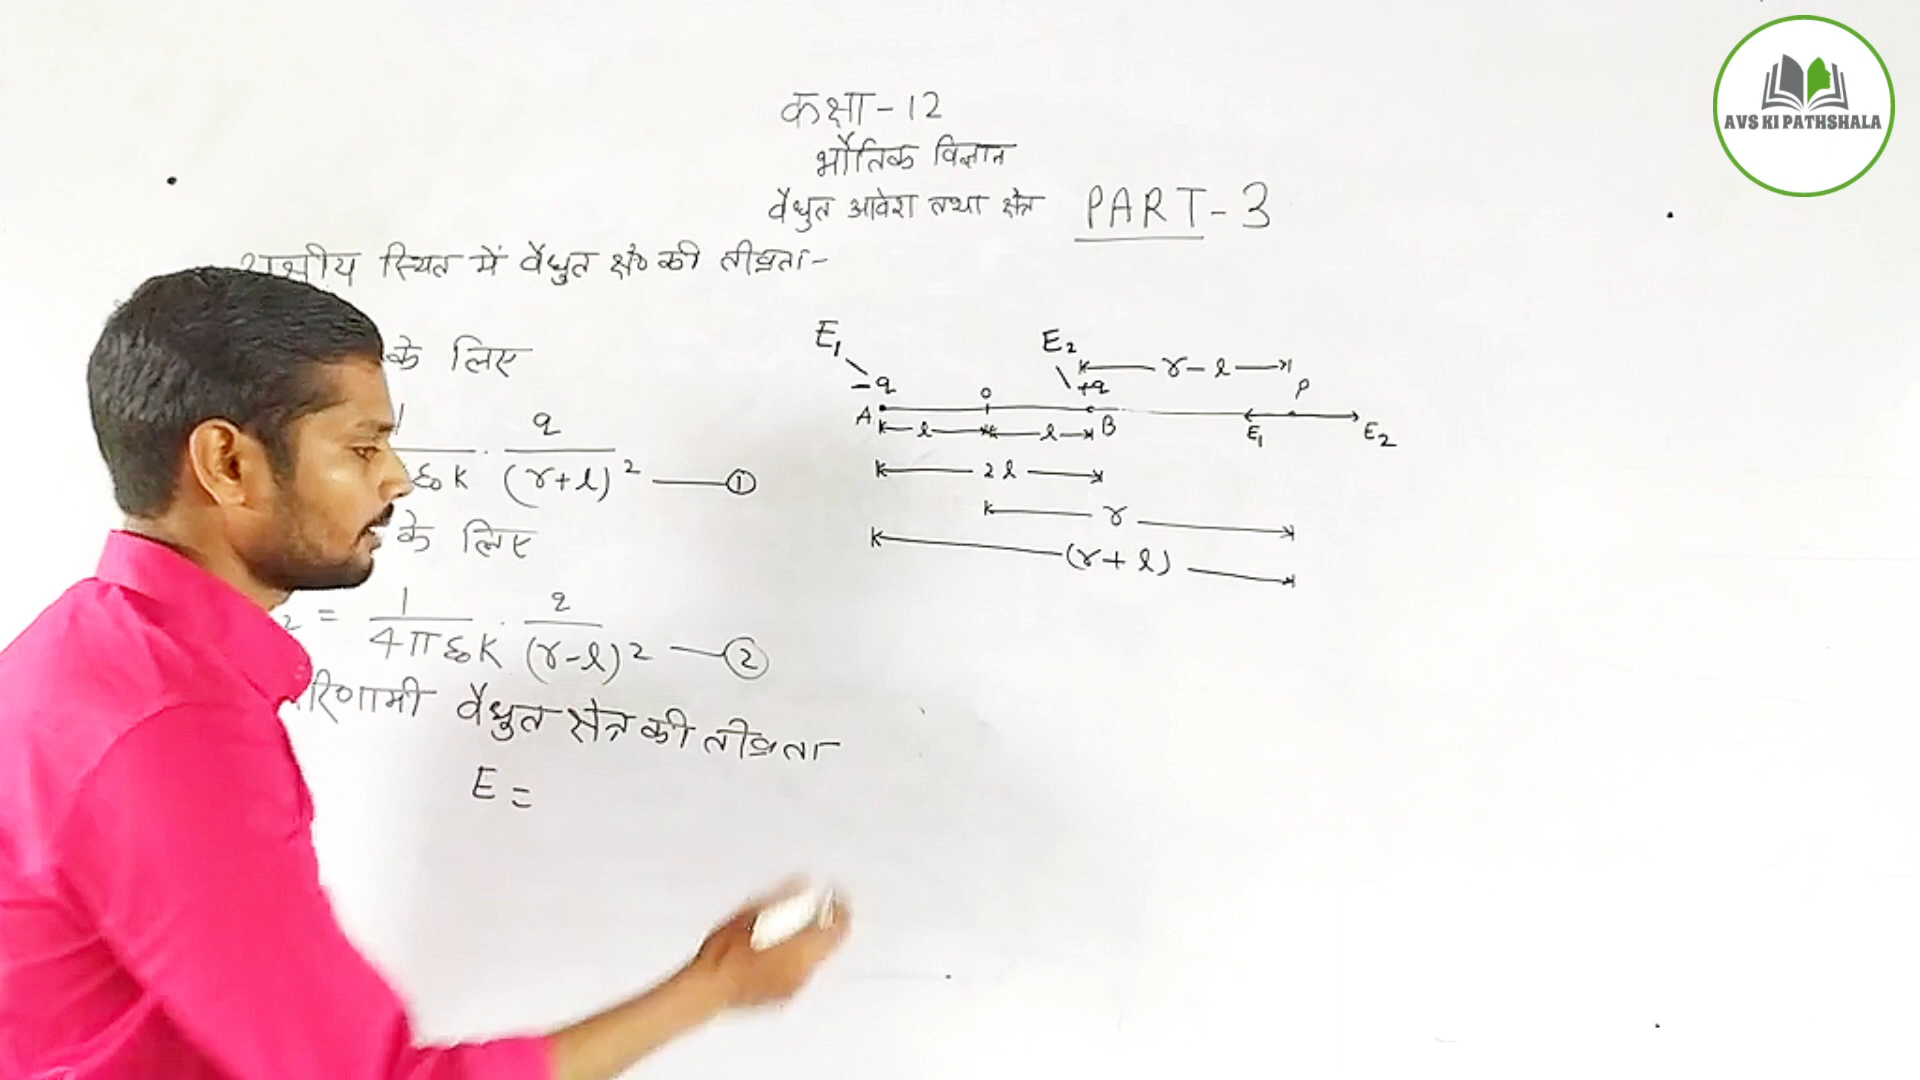 AVS KI PATHSHALA
कक्षा-12
भौतिक विज्ञान
वैधुत आवेश तथा क्षेत्र PART-3
स्थित में वैधुत क्षे० की तीव्रता-
के लिए
q / (r+l)² —①
के लिए
= 1 / 4πε₀K · q / (r-l)² —②
परिणामी वैधुत क्षेत्र की तीव्रता
E =
E₁ E₂ r-l
-q O +q P
A l l B E₁ E₂
2l
r
(r+l)